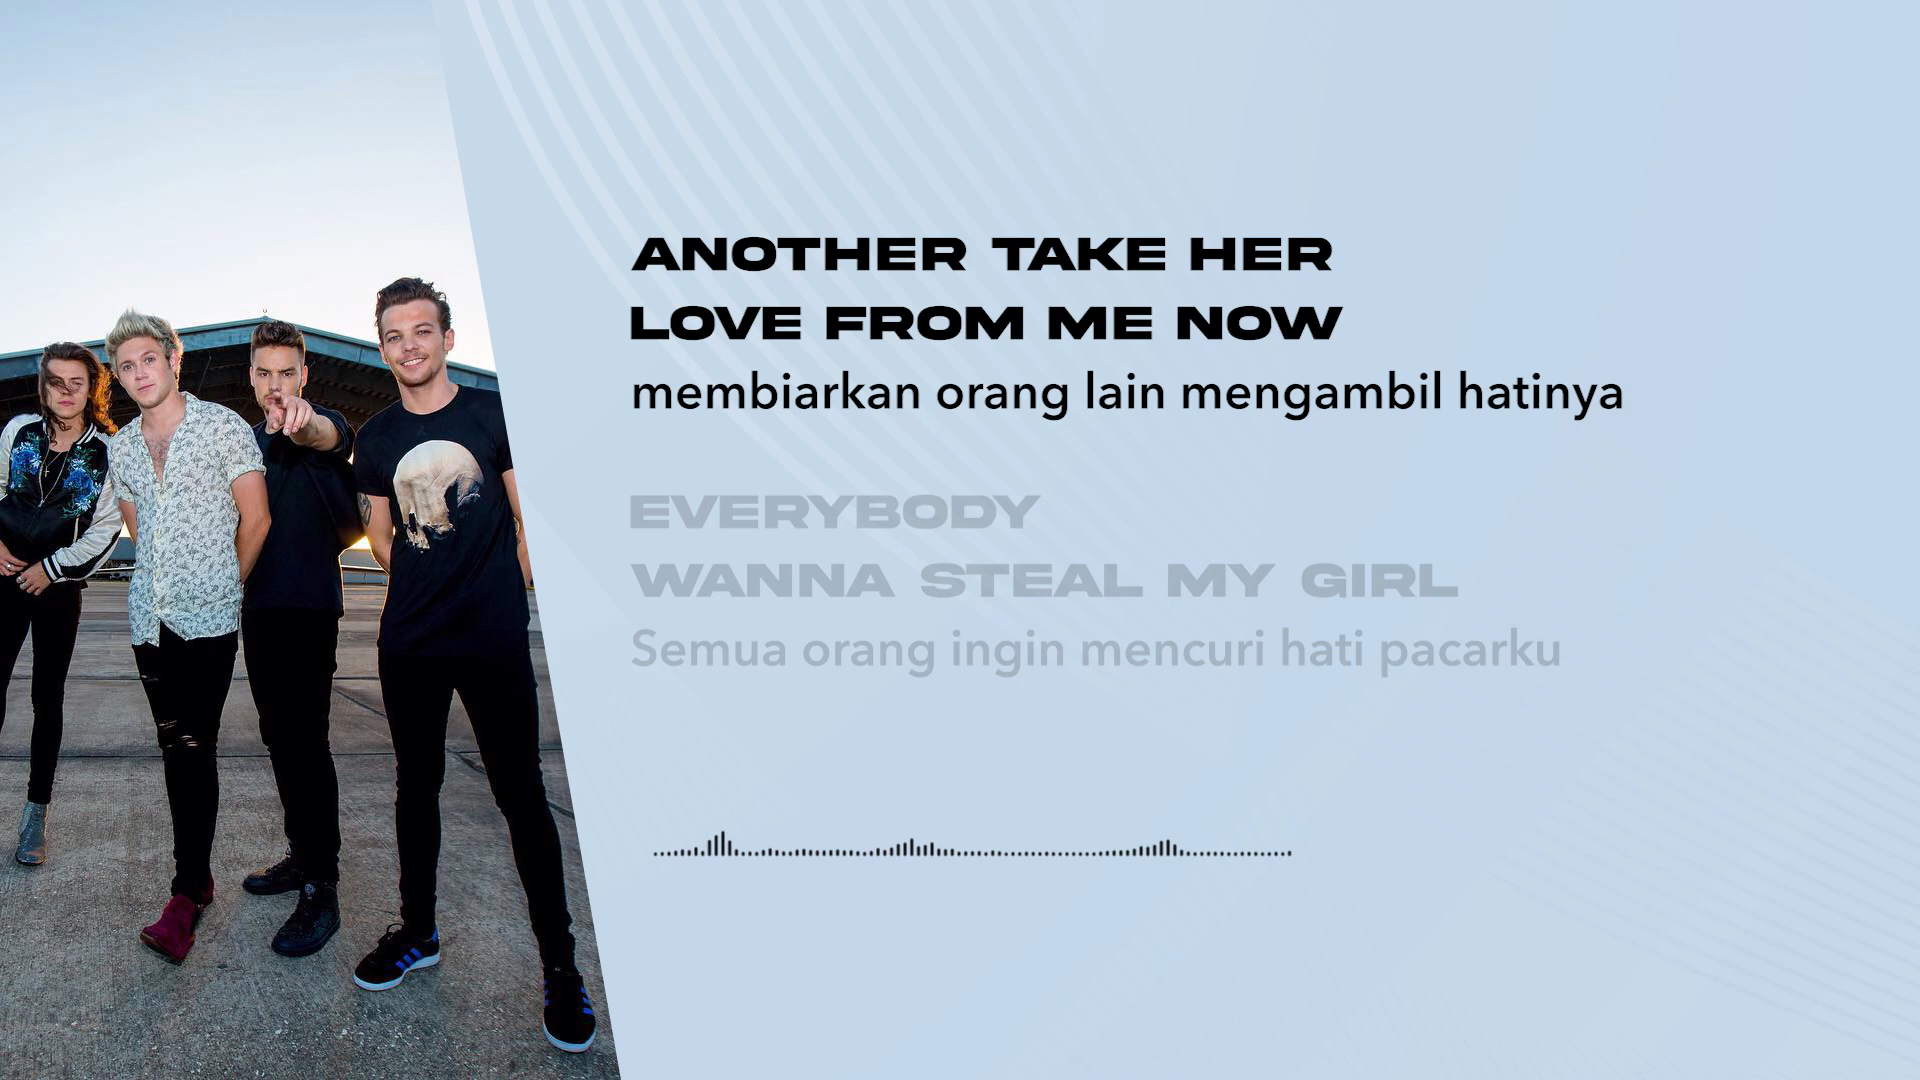 ANOTHER TAKE HER
LOVE FROM ME NOW
membiarkan orang lain mengambil hatinya
EVERYBODY
WANNA STEAL MY GIRL
Semua orang ingin mencuri hati pacarku